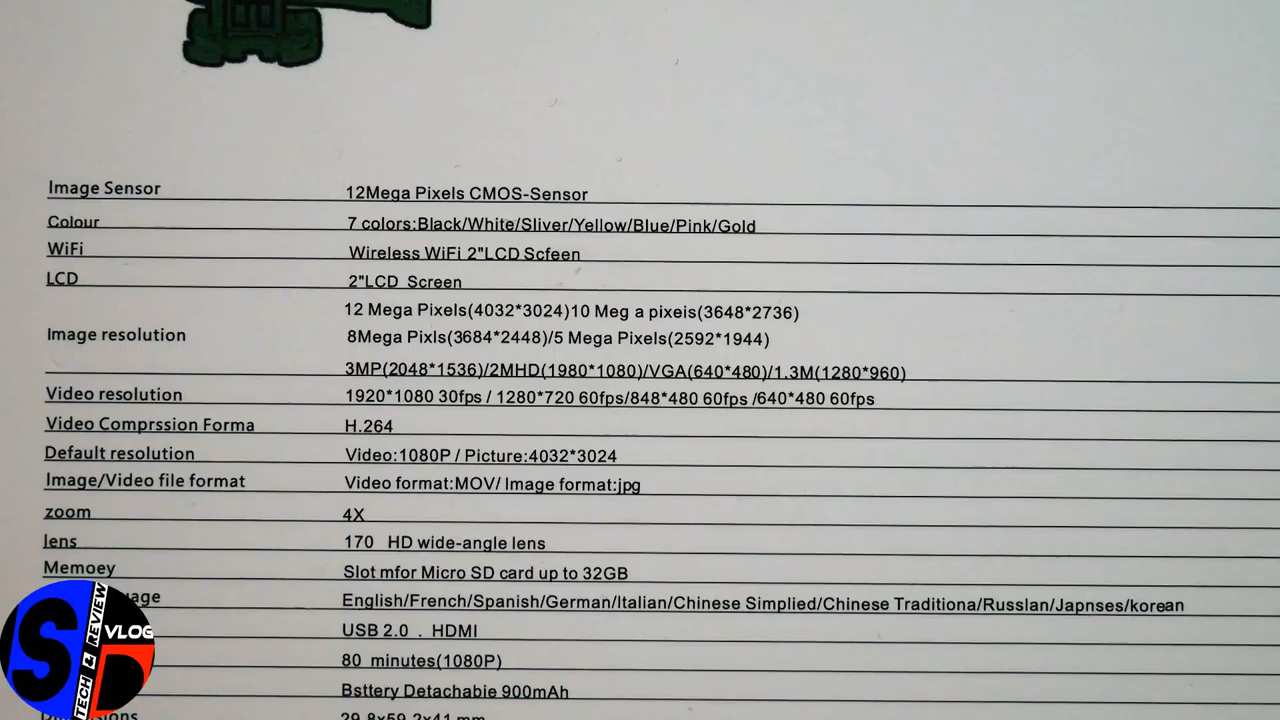 Image Sensor 12Mega Pixels CMOS-Sensor
Colour 7 colors:Black/White/Sliver/Yellow/Blue/Pink/Gold
WiFi Wireless WiFi 2"LCD Scfeen
LCD 2"LCD Screen
12 Mega Pixels(4032*3024)10 Meg a pixeis(3648*2736)
Image resolution 8Mega Pixls(3684*2448)/5 Mega Pixels(2592*1944)
3MP(2048*1536)/2MHD(1980*1080)/VGA(640*480)/1.3M(1280*960)
Video resolution 1920*1080 30fps / 1280*720 60fps/848*480 60fps /640*480 60fps
Video Comprssion Forma H.264
Default resolution Video:1080P / Picture:4032*3024
Image/Video file format Video format:MOV/ Image format:jpg
zoom 4X
lens 170 HD wide-angle lens
Memoey Slot mfor Micro SD card up to 32GB
English/French/Spanish/German/Italian/Chinese Simplied/Chinese Traditiona/Russlan/Japnses/korean
USB 2.0 . HDMI
80 minutes(1080P)
Bsttery Detachabie 900mAh
29.8x59.2x41 mm
SD
TECH & REVIEW
VLOG